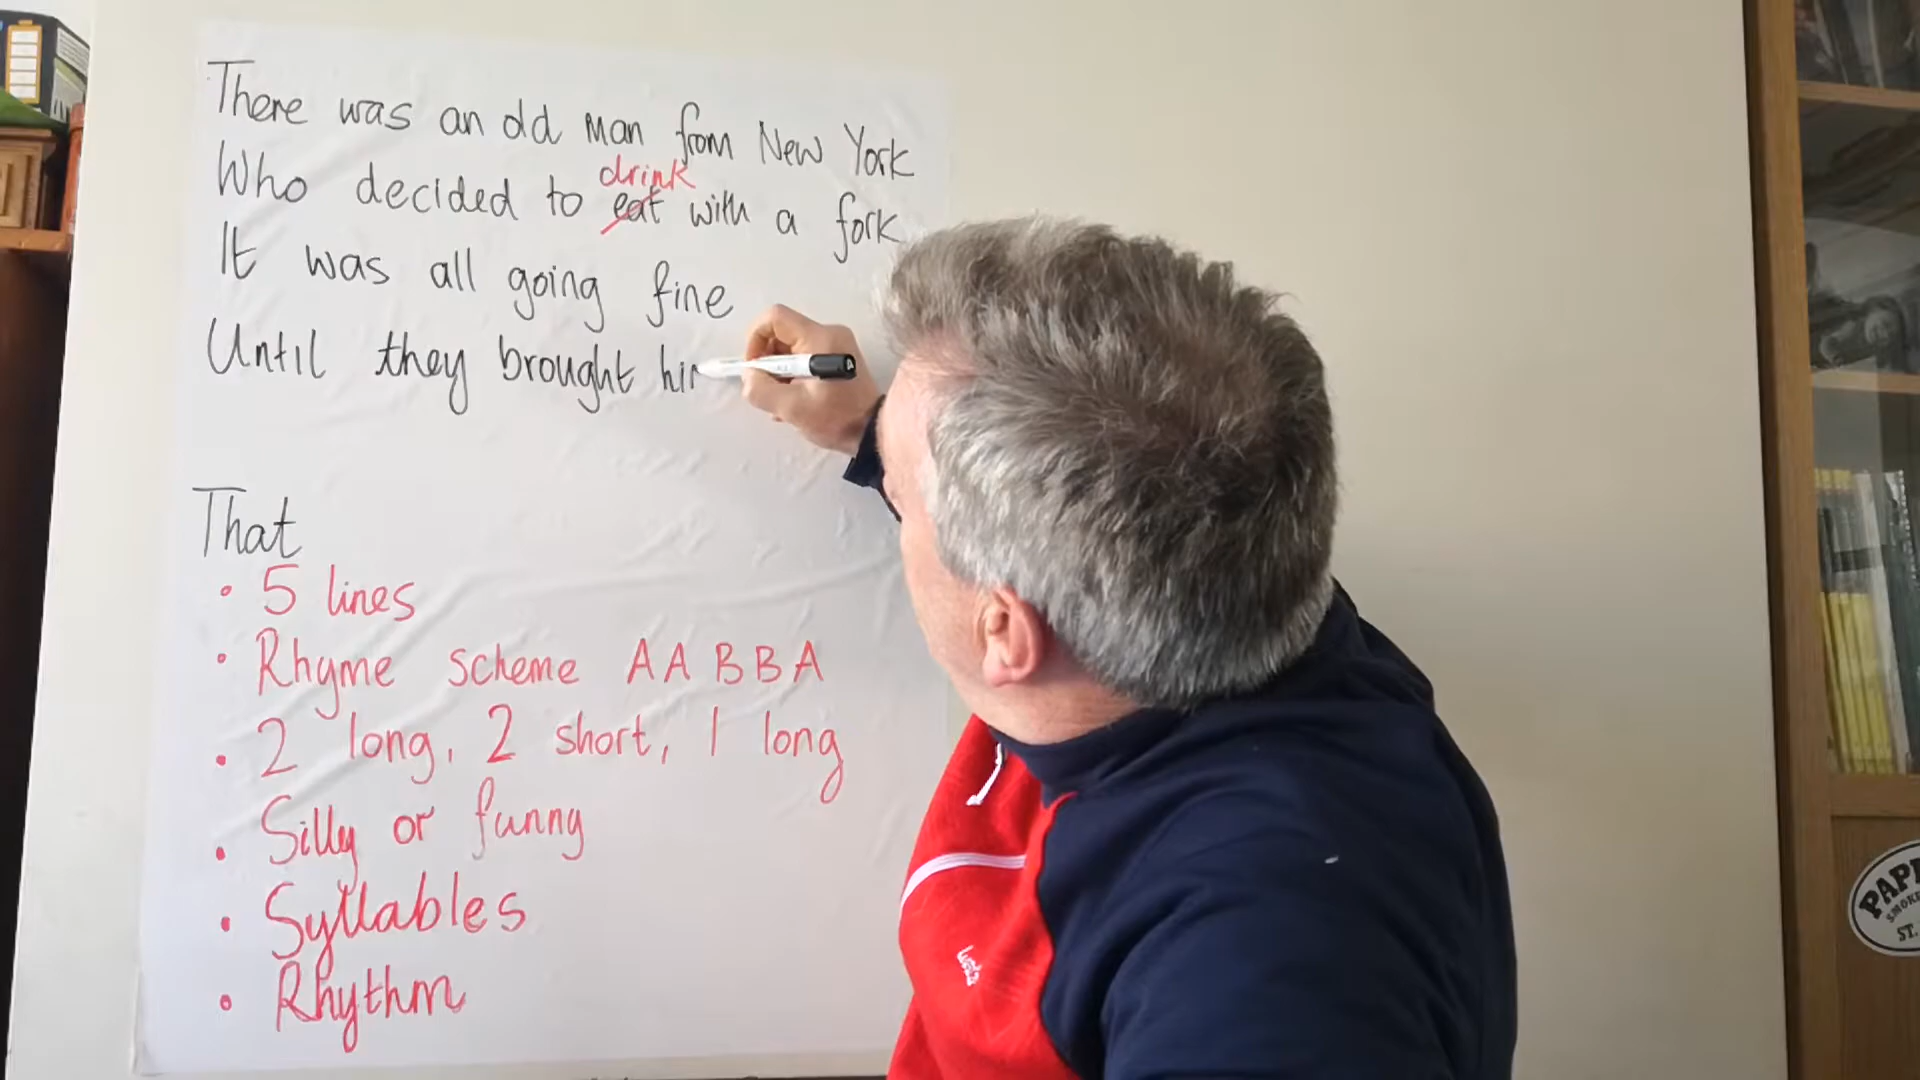 There was an old man from New York
drink
Who decided to eat with a fork
It was all going fine
Until they brought him
That
• 5 lines
• Rhyme scheme AABBA
• 2 long, 2 short, 1 long
• Silly or funny
• Syllables
• Rhythm
ST.